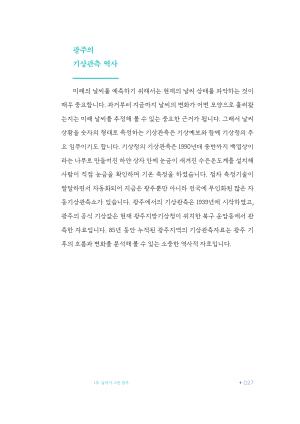 광주의
기상관측 역사
미래의 날씨를 예측하기 위해서는 현재의 날씨 상태를 파악하는 것이
매우 중요합니다. 과거부터 지금까지 날씨의 변화가 어떤 모양으로 흘러왔
는지는 미래 날씨를 추정해 볼 수 있는 중요한 근거가 됩니다. 그래서 날씨
상황을 숫자의 형태로 측정하는 기상관측은 기상예보와 함께 기상청의 주
요 임무이기도 합니다. 기상청의 기상관측은 1990년대 중반까지 백엽상이
라는 나무로 만들어진 하얀 상자 안에 눈금이 새겨진 수은온도계를 설치해
사람이 직접 눈금을 확인하며 기온 측정을 하였습니다. 점차 측정기술이
발달하면서 자동화되어 지금은 광주뿐만 아니라 전국에 무인화된 많은 자
동기상관측소가 있습니다. 광주에서의 기상관측은 1939년에 시작하였고,
광주의 공식 기상값은 현재 광주지방기상청이 위치한 북구 운암동에서 관
측한 자료입니다. 85년 동안 누적된 광주지역의 기상관측자료는 광주 기
후의 흐름과 변화를 분석해 볼 수 있는 소중한 역사적 자료입니다.
027